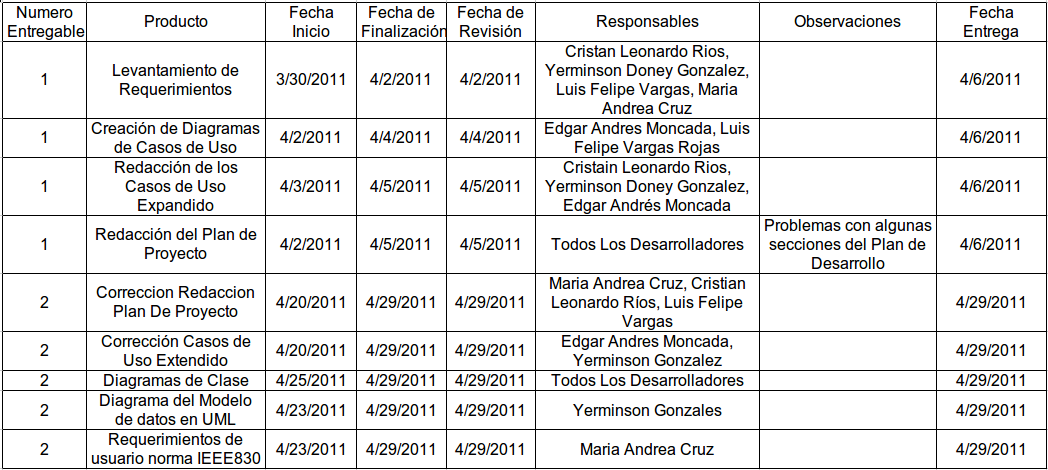 Numero Entregable Producto Fecha Inicio Fecha de Finalización Fecha de Revisión Responsables Observaciones Fecha Entrega
1 Levantamiento de Requerimientos 3/30/2011 4/2/2011 4/2/2011 Cristan Leonardo Rios, Yerminson Doney Gonzalez, Luis Felipe Vargas, Maria Andrea Cruz 4/6/2011
1 Creación de Diagramas de Casos de Uso 4/2/2011 4/4/2011 4/4/2011 Edgar Andres Moncada, Luis Felipe Vargas Rojas 4/6/2011
1 Redacción de los Casos de Uso Expandido 4/3/2011 4/5/2011 4/5/2011 Cristain Leonardo Rios, Yerminson Doney Gonzalez, Edgar Andrés Moncada 4/6/2011
1 Redacción del Plan de Proyecto 4/2/2011 4/5/2011 4/5/2011 Todos Los Desarrolladores Problemas con algunas secciones del Plan de Desarrollo 4/6/2011
2 Correccion Redaccion Plan De Proyecto 4/20/2011 4/29/2011 4/29/2011 Maria Andrea Cruz, Cristian Leonardo Ríos, Luis Felipe Vargas 4/29/2011
2 Corrección Casos de Uso Extendido 4/20/2011 4/29/2011 4/29/2011 Edgar Andres Moncada, Yerminson Gonzalez 4/29/2011
2 Diagramas de Clase 4/25/2011 4/29/2011 4/29/2011 Todos Los Desarrolladores 4/29/2011
2 Diagrama del Modelo de datos en UML 4/23/2011 4/29/2011 4/29/2011 Yerminson Gonzales 4/29/2011
2 Requerimientos de usuario norma IEEE830 4/23/2011 4/29/2011 4/29/2011 Maria Andrea Cruz 4/29/2011